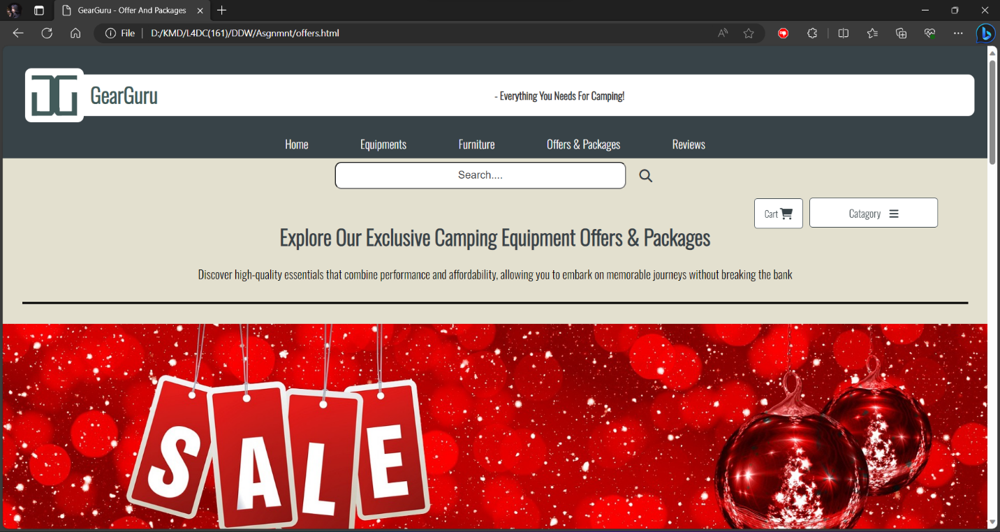 GearGuru - Offer And Packages
File D:/KMD/L4DC(161)/DDW/Asgnmnt/offers.html
GearGuru
- Everything You Needs For Camping!
Home Equipments Furniture Offers & Packages Reviews
Search....
Cart Catagory
Explore Our Exclusive Camping Equipment Offers & Packages
Discover high-quality essentials that combine performance and affordability, allowing you to embark on memorable journeys without breaking the bank
SALE